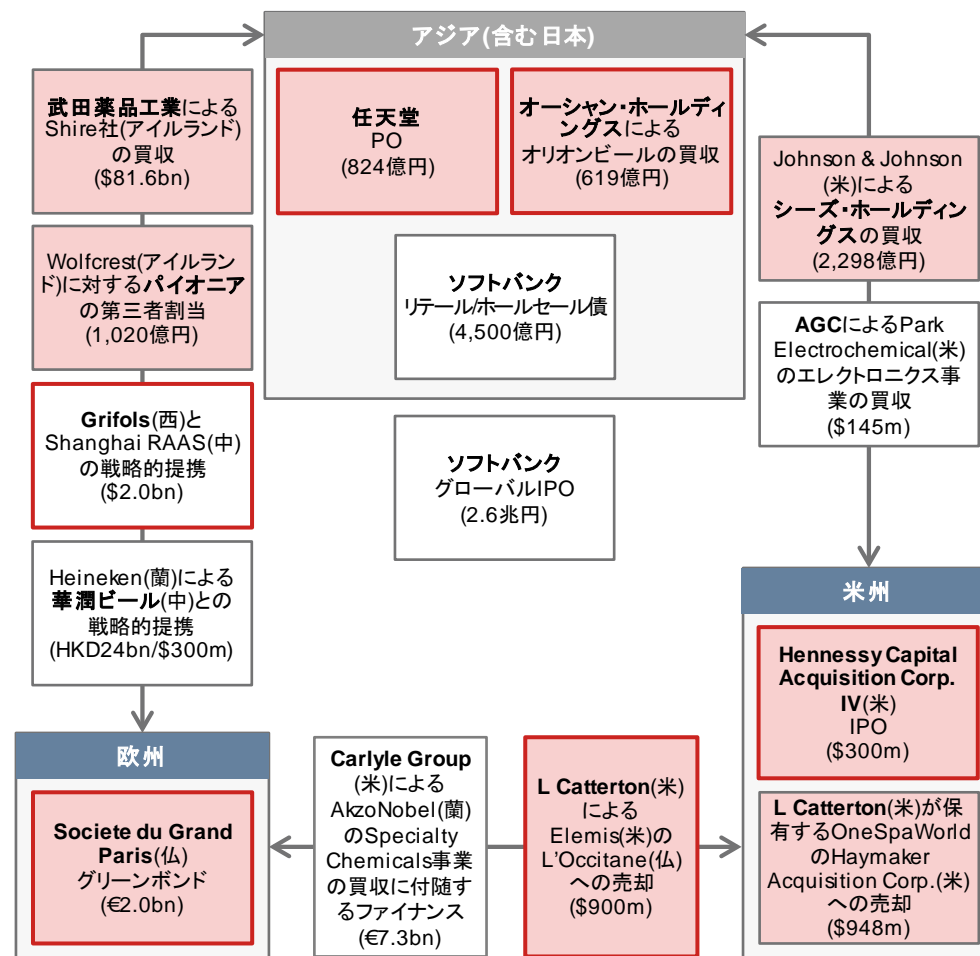 アジア(含む日本)
武田薬品工業による
Shire社(アイルランド)
の買収
($81.6bn)
Wolfcrest(アイルラン
ド)に対するパイオニア
の第三者割当
(1,020億円)
Grifols(西)と
Shanghai RAAS(中)
の戦略的提携
($2.0bn)
Heineken(蘭)による
華潤ビール(中)との
戦略的提携
(HKD24bn/$300m)
任天堂
PO
(824億円)
オーシャン・ホールディ
ングスによる
オリオンビールの買収
(619億円)
ソフトバンク
リテール/ホールセール債
(4,500億円)
ソフトバンク
グローバルIPO
(2.6兆円)
Johnson & Johnson
(米)による
シーズ・ホールディン
グスの買収
(2,298億円)
AGCによるPark
Electrochemical(米)
のエレクトロニクス事
業の買収
($145m)
欧州
Societe du Grand
Paris(仏)
グリーンボンド
(€2.0bn)
Carlyle Group
(米)による
AkzoNobel(蘭)
のSpecialty
Chemicals事業
の買収に付随す
るファイナンス
(€7.3bn)
L Catterton(米)
による
Elemis(米)の
L'Occitane(仏)
への売却
($900m)
米州
Hennessy Capital
Acquisition Corp.
IV(米)
IPO
($300m)
L Catterton(米)が保
有するOneSpaWorld
のHaymaker
Acquisition Corp.(米)
への売却
($948m)